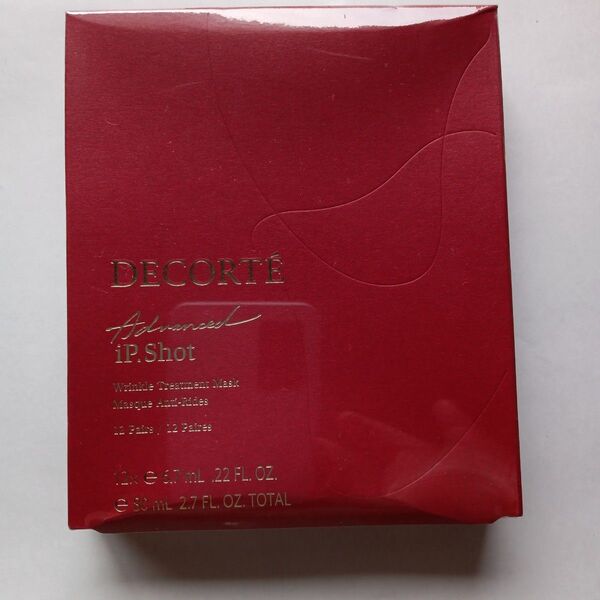 DECORTÉ
Advanced
iP.Shot
Wrinkle Treatment Mask
Masque Anti-Rides
12 Pairs / 12 Paires
12x ℮ 6.7 mL .22 FL. OZ.
℮ 80 mL 2.7 FL. OZ. TOTAL